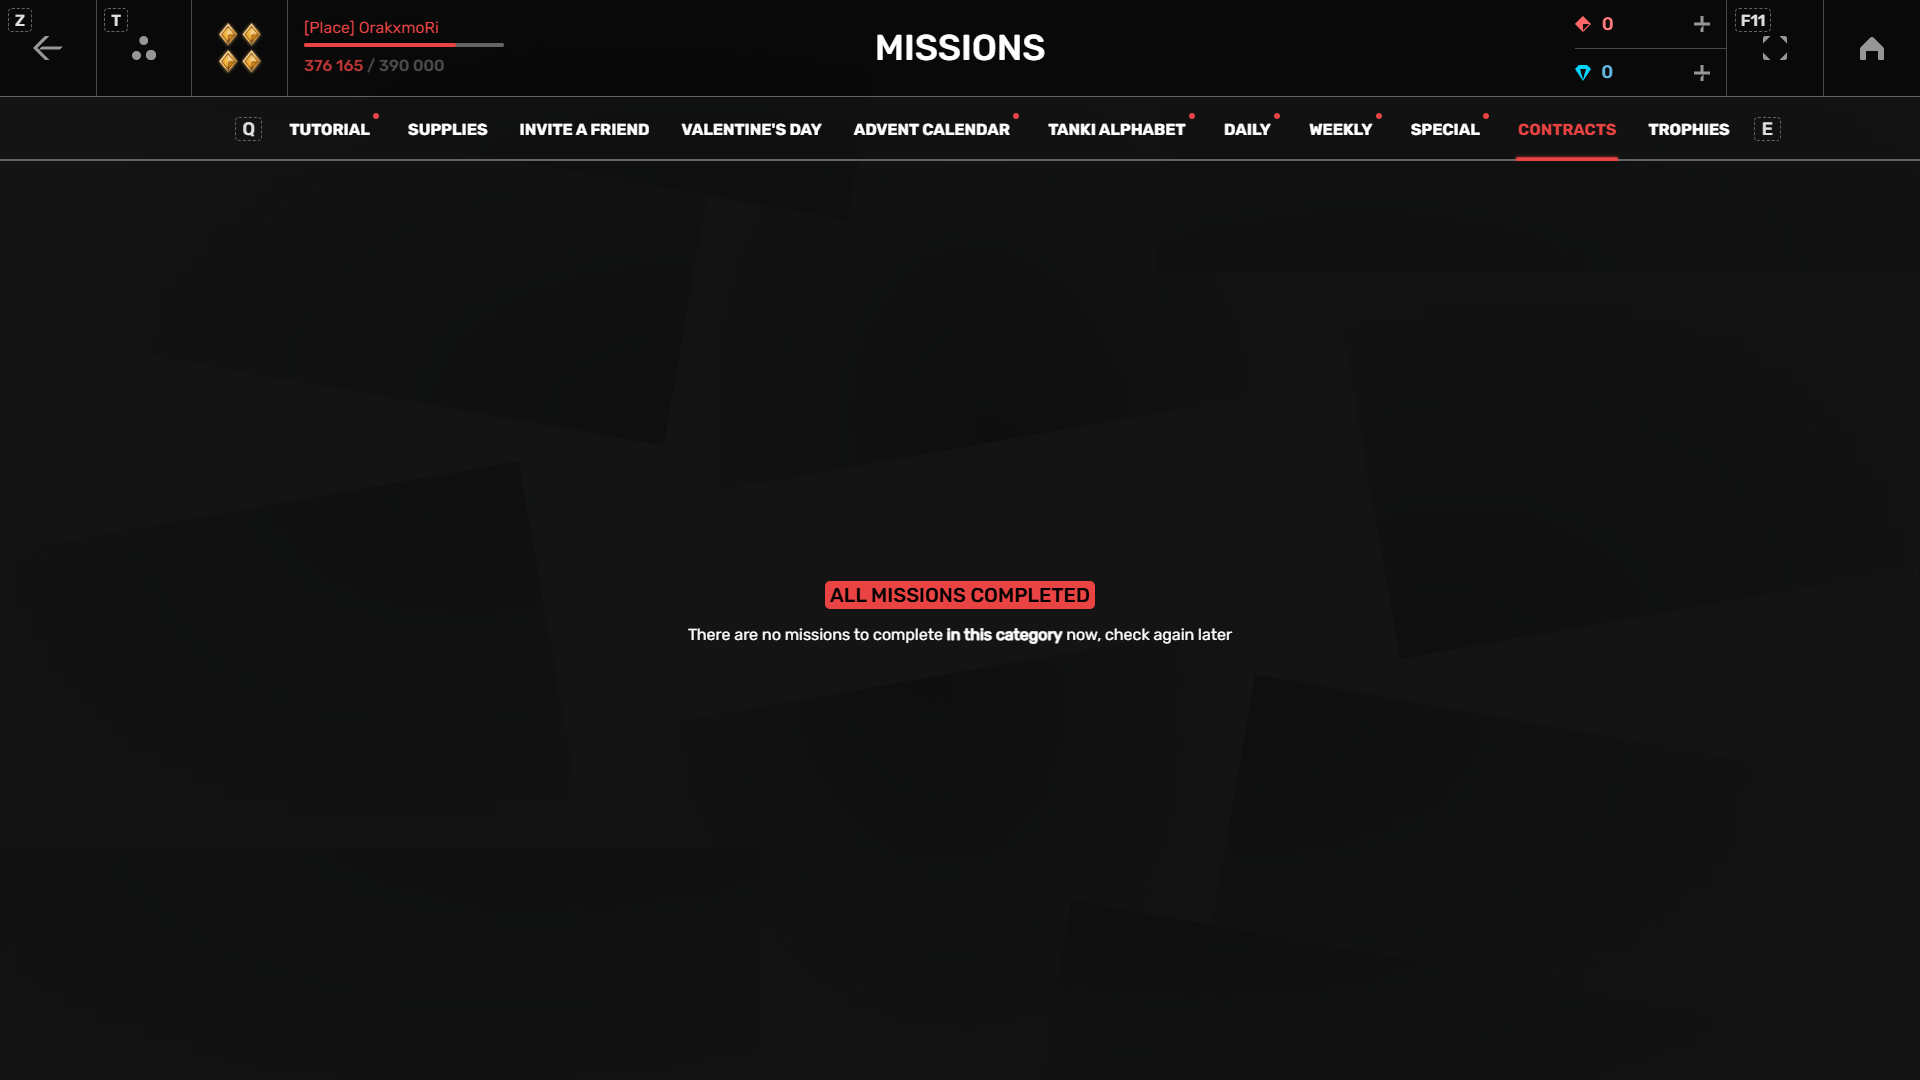 Z
T
[Place] OrakxmoRi
376 165 / 390 000
MISSIONS
0
0
F11
Q TUTORIAL SUPPLIES INVITE A FRIEND VALENTINE'S DAY ADVENT CALENDAR TANKI ALPHABET DAILY WEEKLY SPECIAL CONTRACTS TROPHIES E
ALL MISSIONS COMPLETED
There are no missions to complete in this category now, check again later